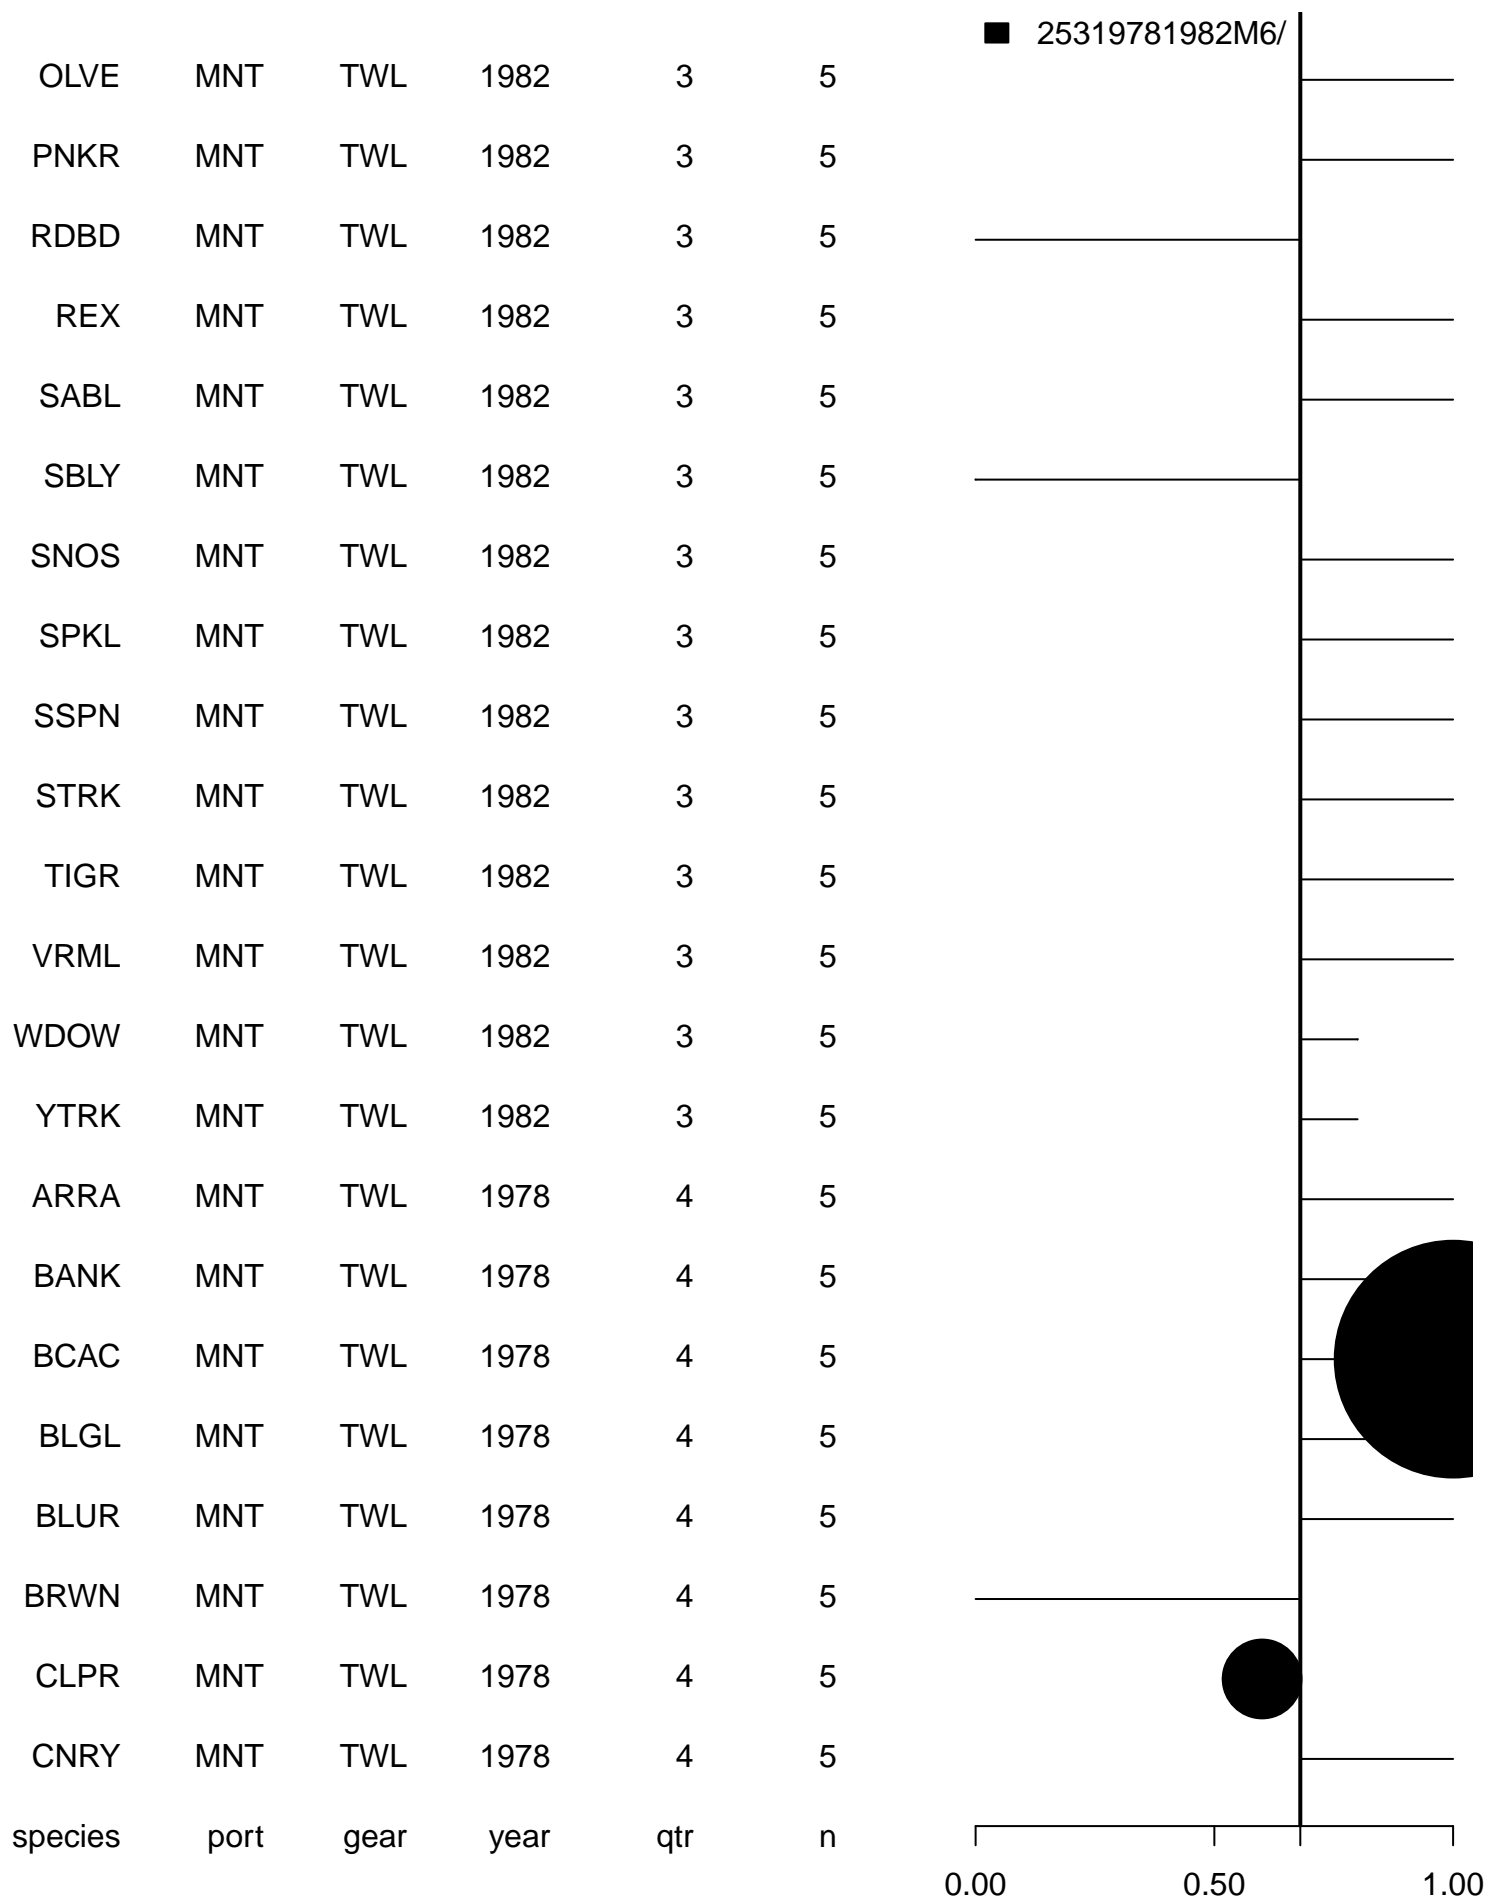 25319781982M6/
OLVE MNT TWL 1982 3 5
PNKR MNT TWL 1982 3 5
RDBD MNT TWL 1982 3 5
REX MNT TWL 1982 3 5
SABL MNT TWL 1982 3 5
SBLY MNT TWL 1982 3 5
SNOS MNT TWL 1982 3 5
SPKL MNT TWL 1982 3 5
SSPN MNT TWL 1982 3 5
STRK MNT TWL 1982 3 5
TIGR MNT TWL 1982 3 5
VRML MNT TWL 1982 3 5
WDOW MNT TWL 1982 3 5
YTRK MNT TWL 1982 3 5
ARRA MNT TWL 1978 4 5
BANK MNT TWL 1978 4 5
BCAC MNT TWL 1978 4 5
BLGL MNT TWL 1978 4 5
BLUR MNT TWL 1978 4 5
BRWN MNT TWL 1978 4 5
CLPR MNT TWL 1978 4 5
CNRY MNT TWL 1978 4 5
species port gear year qtr n
0.00 0.50 1.00